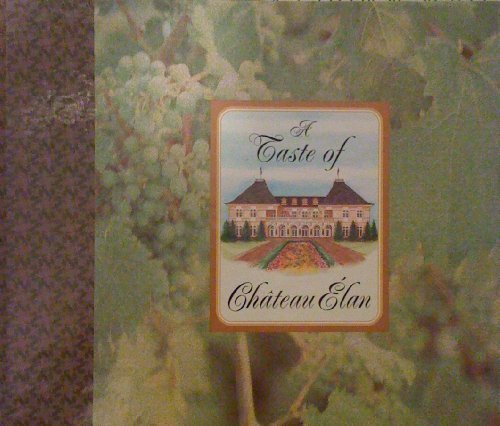 A
Taste of
Château Élan